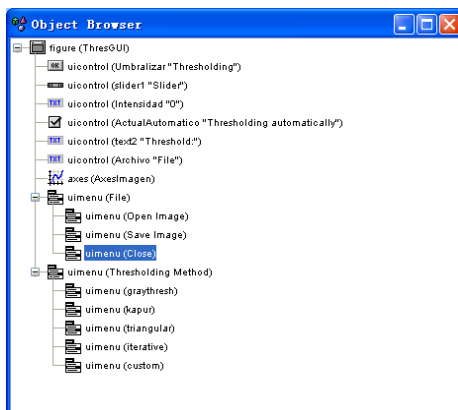 Object Browser
figure (ThresGUI)
OK uicontrol (Umbralizar "Thresholding")
uicontrol (slider1 "Slider")
TXT uicontrol (Intensidad "0")
uicontrol (ActualAutomatico "Thresholding automatically")
TXT uicontrol (text2 "Threshold:")
TXT uicontrol (Archivo "File")
axes (AxesImagen)
uimenu (File)
uimenu (Open Image)
uimenu (Save Image)
uimenu (Close)
uimenu (Thresholding Method)
uimenu (graythresh)
uimenu (kapur)
uimenu (triangular)
uimenu (iterative)
uimenu (custom)